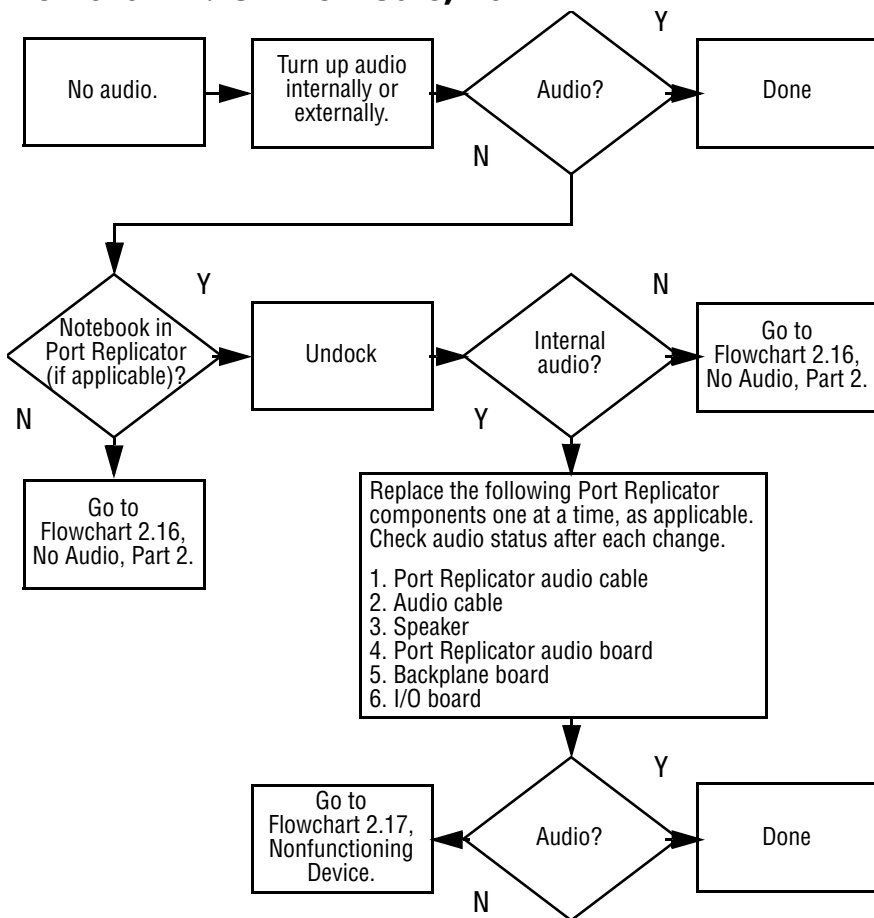 No audio.
Turn up audio
internally or
externally.
Audio?
Y
Done
N
Notebook in
Port Replicator
(if applicable)?
Y
Undock
Internal
audio?
N
Go to
Flowchart 2.16,
No Audio, Part 2.
N
Y
Go to
Flowchart 2.16,
No Audio, Part 2.
Replace the following Port Replicator
components one at a time, as applicable.
Check audio status after each change.
1. Port Replicator audio cable
2. Audio cable
3. Speaker
4. Port Replicator audio board
5. Backplane board
6. I/O board
Go to
Flowchart 2.17,
Nonfunctioning
Device.
Audio?
Y
Done
N